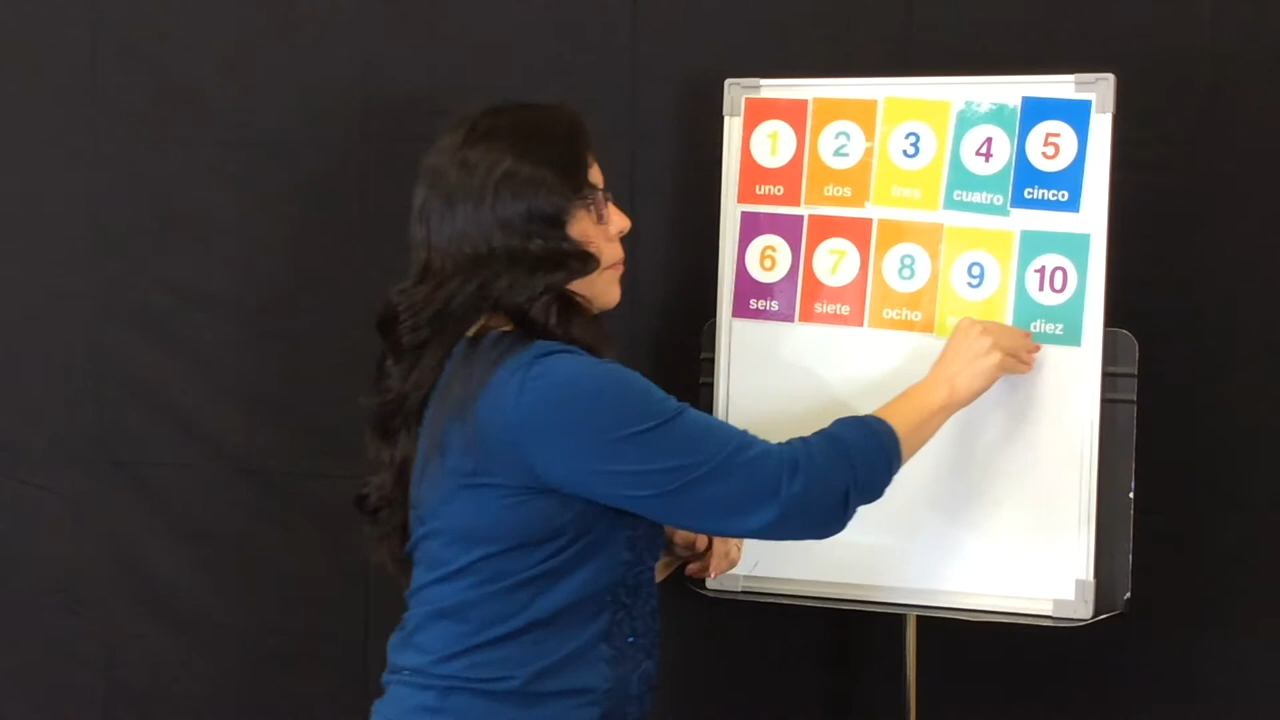 1 2 3 4 5
uno dos tres cuatro cinco
6 7 8 9 10
seis siete ocho diez